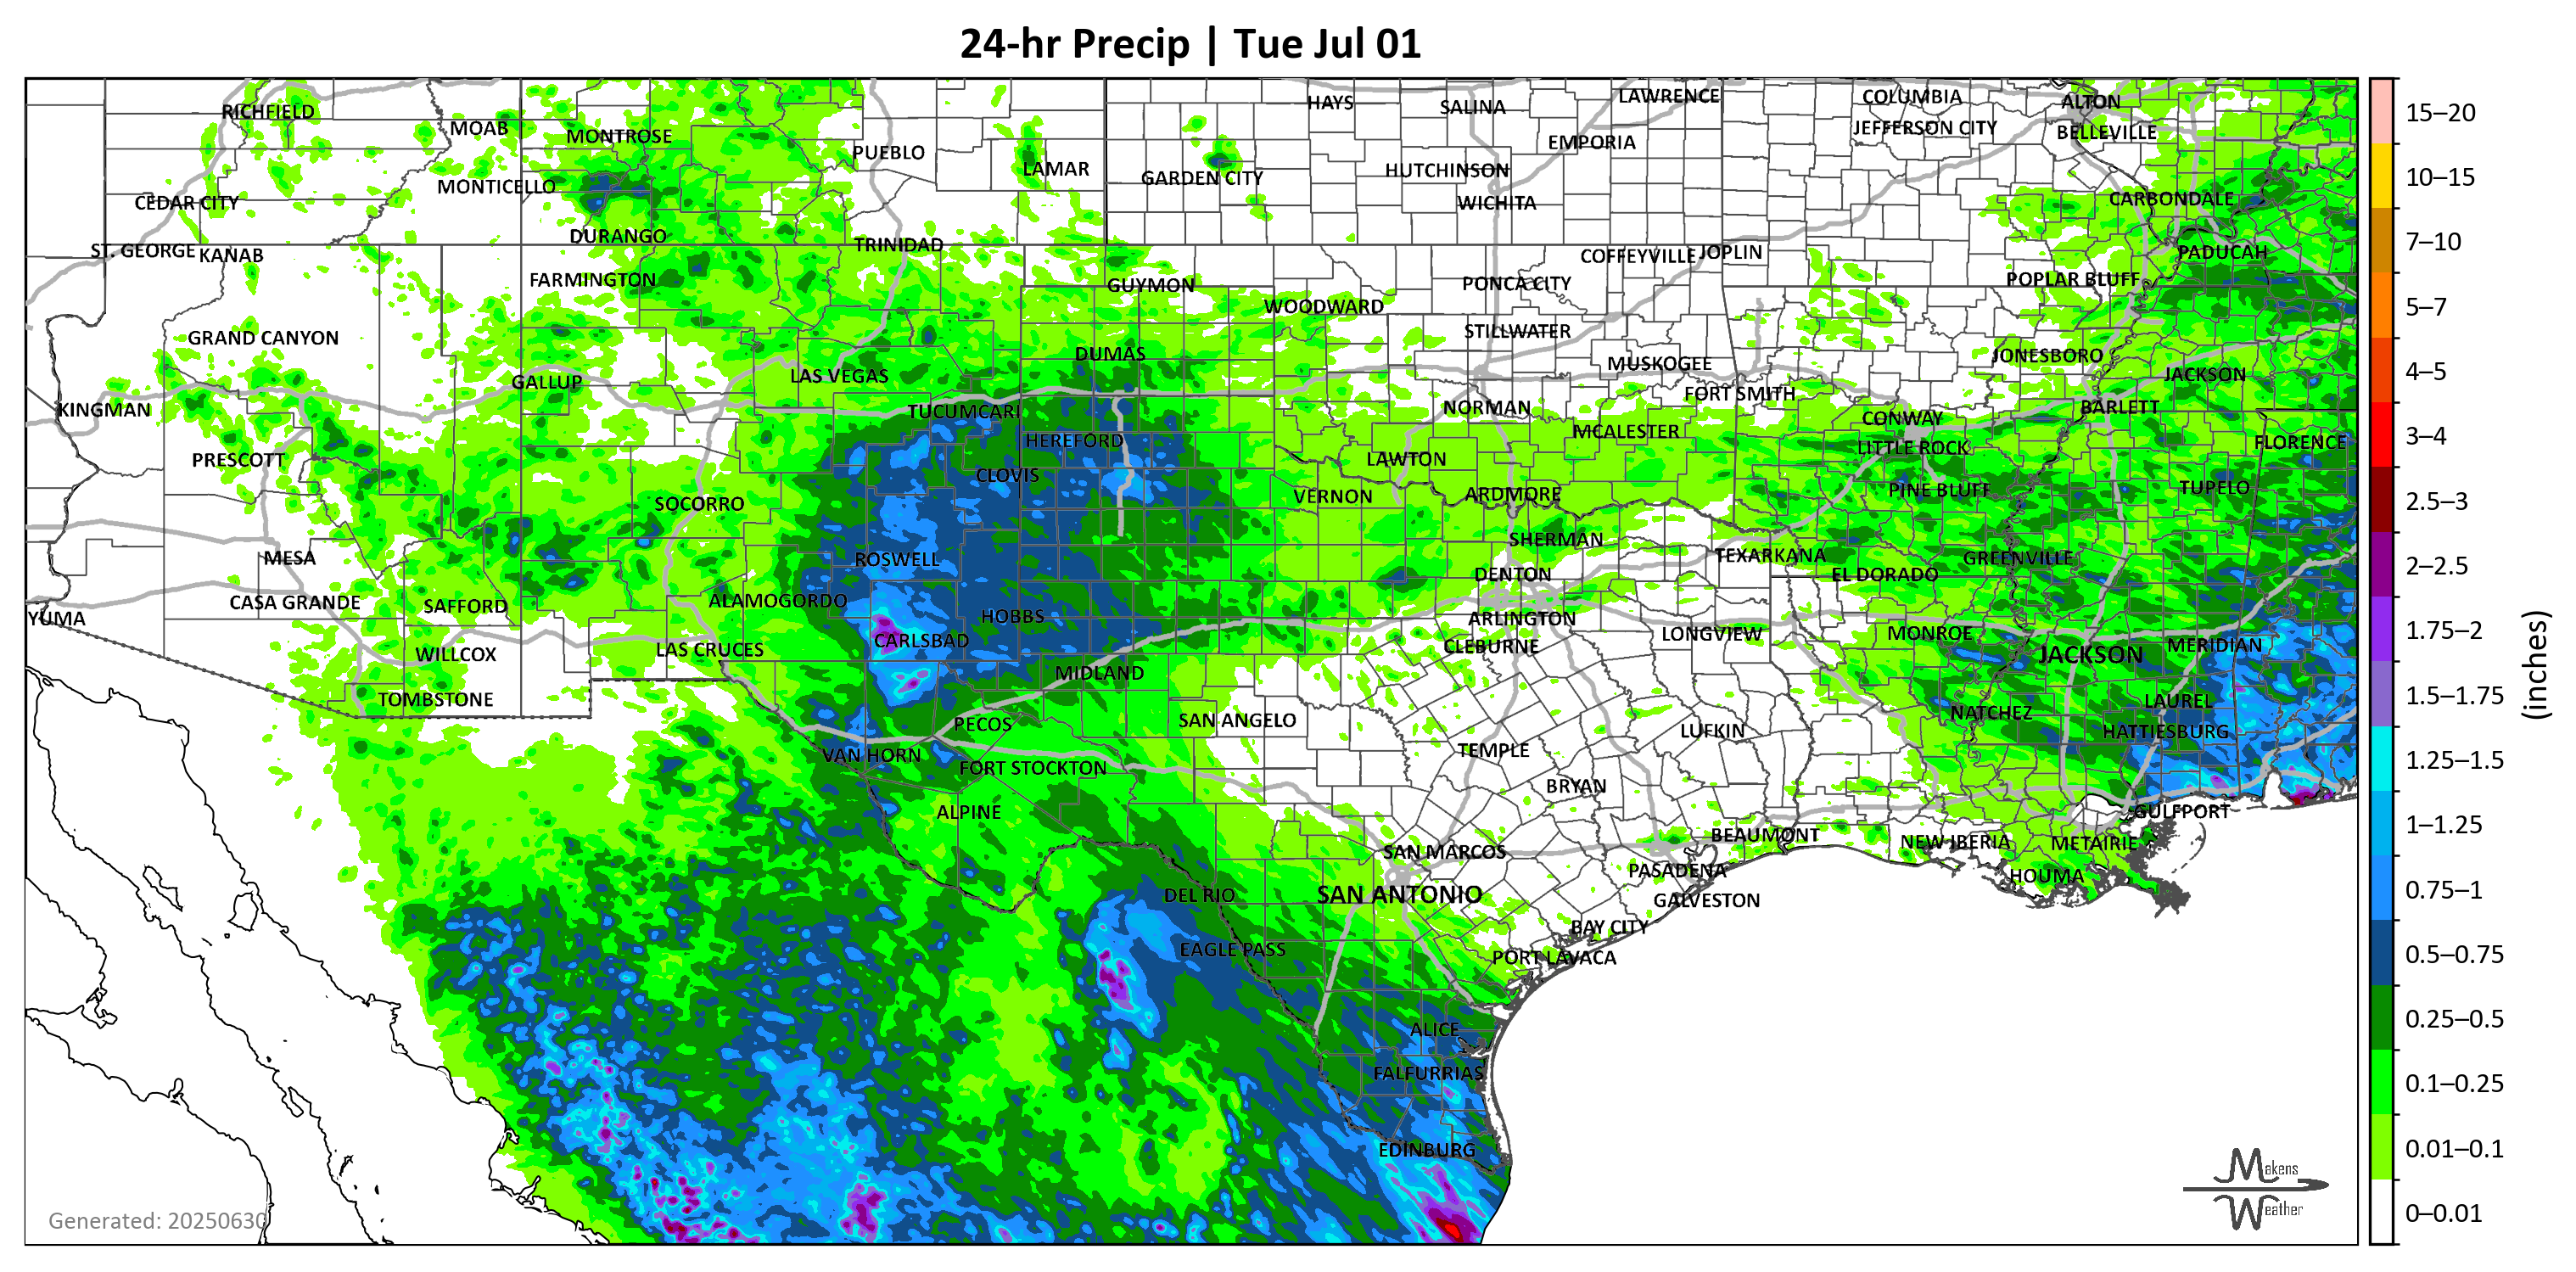 24-hr Precip | Tue Jul 01
RICHFIELD
MOAB
MONTROSE
PUEBLO
LAMAR
GARDEN CITY
HAYS
SALINA
LAWRENCE
COLUMBIA
ALTON
JEFFERSON CITY
BELLEVILLE
EMPORIA
HUTCHINSON
WICHITA
CEDAR CITY
MONTICELLO
CARBONDALE
DURANGO
TRINIDAD
ST. GEORGE
KANAB
COFFEYVILLE
JOPLIN
PADUCAH
FARMINGTON
GUYMON
PONCA CITY
POPLAR BLUFF
WOODWARD
GRAND CANYON
STILLWATER
DUMAS
MUSKOGEE
JONESBORO
GALLUP
LAS VEGAS
FORT SMITH
JACKSON
KINGMAN
TUCUMCARI
NORMAN
CONWAY
BARLETT
PRESCOTT
HEREFORD
MCALESTER
LITTLE ROCK
FLORENCE
CLOVIS
LAWTON
SOCORRO
VERNON
ARDMORE
PINE BLUFF
TUPELO
MESA
ROSWELL
SHERMAN
TEXARKANA
GREENVILLE
DENTON
EL DORADO
YUMA
CASA GRANDE
SAFFORD
ALAMOGORDO
HOBBS
ARLINGTON
WILLCOX
LAS CRUCES
CARLSBAD
CLEBURNE
LONGVIEW
MONROE
JACKSON
MERIDIAN
TOMBSTONE
MIDLAND
LAUREL
PECOS
SAN ANGELO
NATCHEZ
HATTIESBURG
VAN HORN
FORT STOCKTON
TEMPLE
LUFKIN
ALPINE
BRYAN
GULFPORT
SAN MARCOS
BEAUMONT
NEW IBERIA
METAIRIE
DEL RIO
SAN ANTONIO
PASADENA
HOUMA
GALVESTON
EAGLE PASS
BAY CITY
PORT LAVACA
ALICE
FALFURRIAS
EDINBURG
Generated: 20250630
Makens
Weather
15–20
10–15
7–10
5–7
4–5
3–4
2.5–3
2–2.5
1.75–2
1.5–1.75
1.25–1.5
1–1.25
0.75–1
0.5–0.75
0.25–0.5
0.1–0.25
0.01–0.1
0–0.01
(inches)